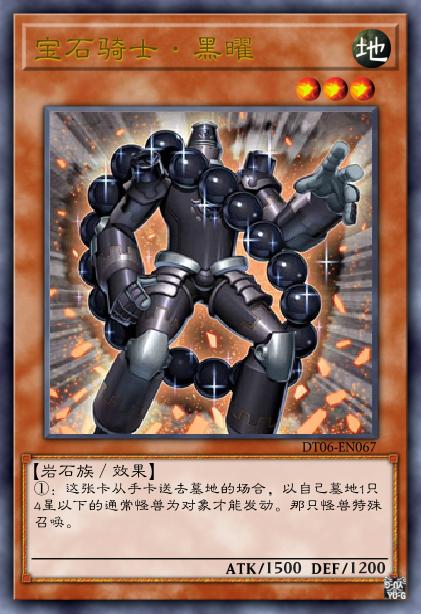 宝石骑士·黑曜
地
DT06-EN067
【岩石族／效果】
①：这张卡从手卡送去墓地的场合，以自己墓地1只
4星以下的通常怪兽为对象才能发动。那只怪兽特殊
召唤。
ATK/1500 DEF/1200